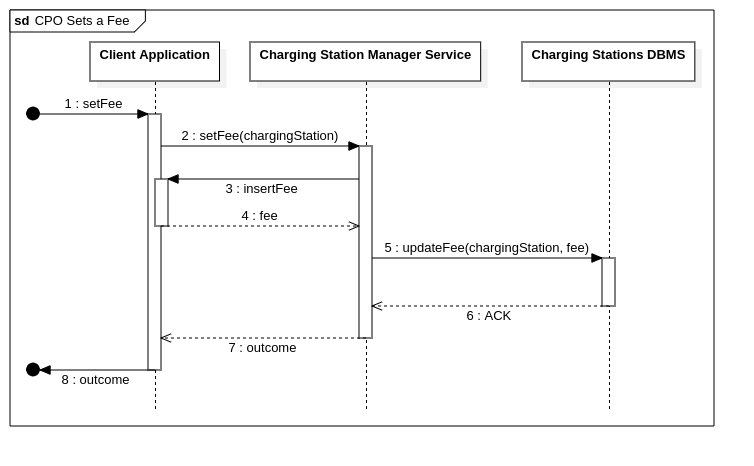 sd CPO Sets a Fee
Client Application
Charging Station Manager Service
Charging Stations DBMS
1 : setFee
2 : setFee(chargingStation)
3 : insertFee
4 : fee
5 : updateFee(chargingStation, fee)
6 : ACK
7 : outcome
8 : outcome